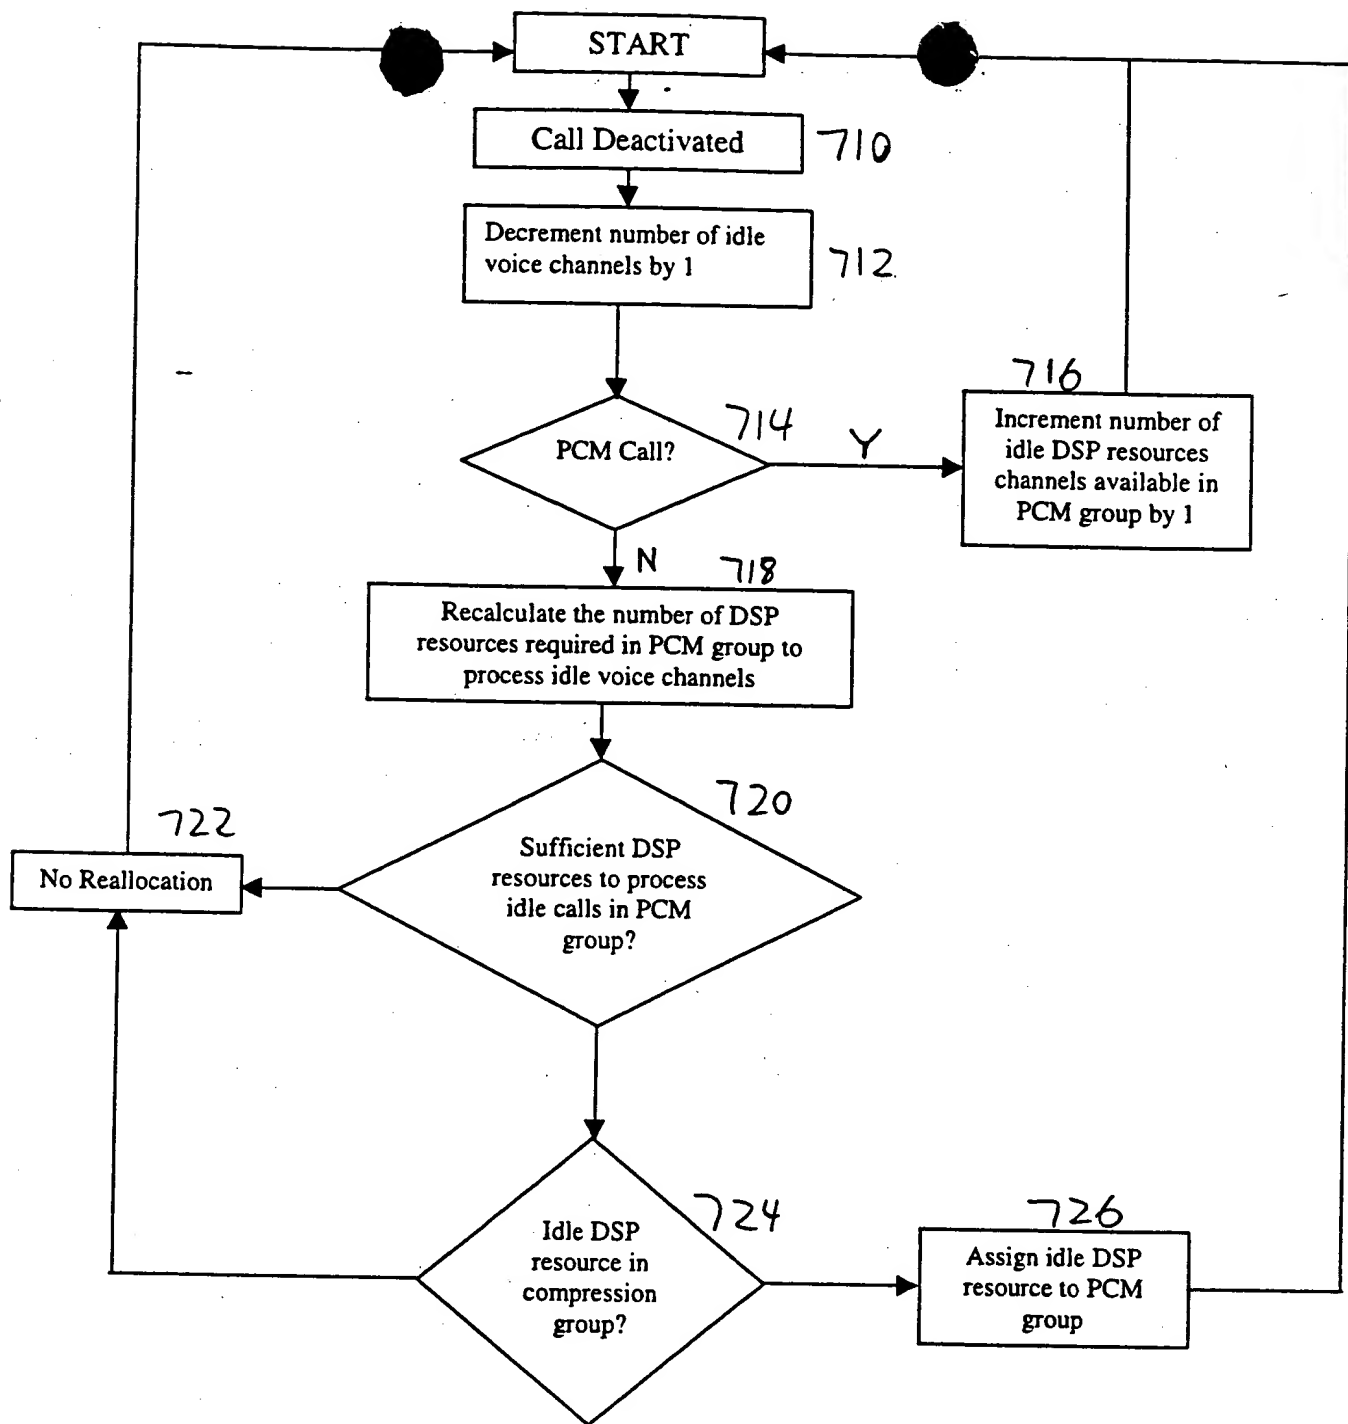 START
Call Deactivated
710
Decrement number of idle
voice channels by 1
712
PCM Call?
714
Y
716
Increment number of
idle DSP resources
channels available in
PCM group by 1
N
718
Recalculate the number of DSP
resources required in PCM group to
process idle voice channels
720
Sufficient DSP
resources to process
idle calls in PCM
group?
722
No Reallocation
724
Idle DSP
resource in
compression
group?
726
Assign idle DSP
resource to PCM
group